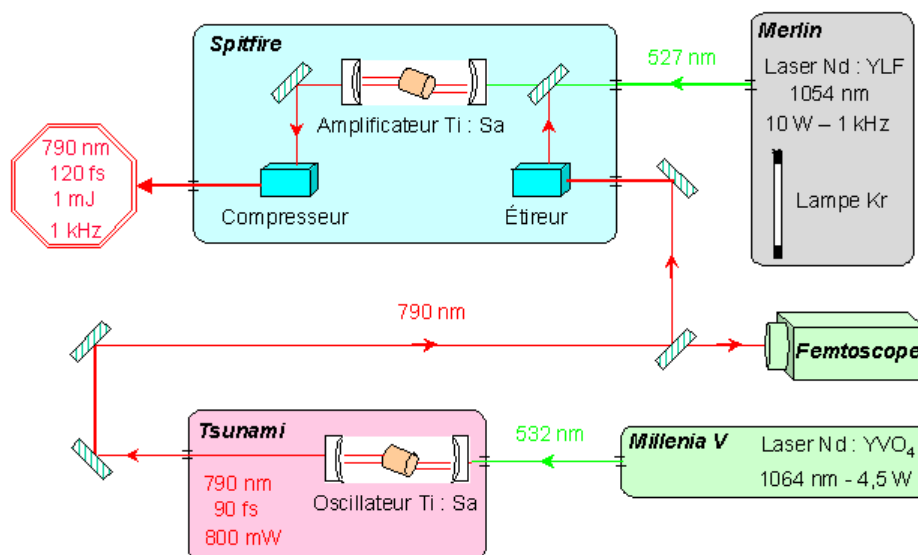 Spitfire
Amplificateur Ti : Sa
Compresseur
Étireur
527 nm
Merlin
Laser Nd : YLF
1054 nm
10 W – 1 kHz
Lampe Kr
790 nm
120 fs
1 mJ
1 kHz
790 nm
Femtoscope
Tsunami
790 nm
90 fs
800 mW
Oscillateur Ti : Sa
532 nm
Millenia V
Laser Nd : YVO₄
1064 nm - 4,5 W